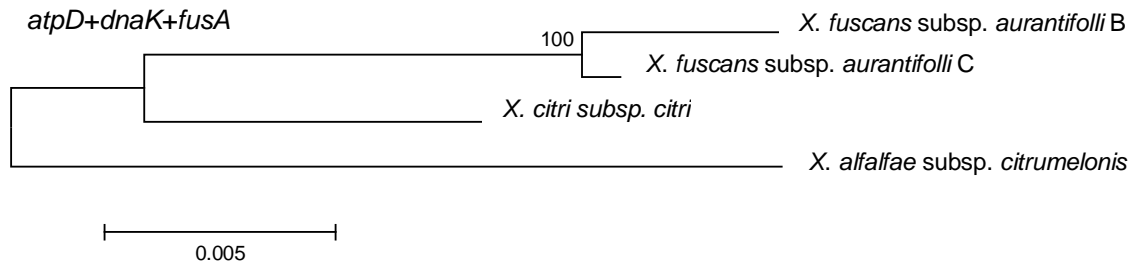 atpD+dnaK+fusA
X. fuscans subsp. aurantifolli B
100
X. fuscans subsp. aurantifolli C
X. citri subsp. citri
X. alfalfae subsp. citrumelonis
0.005